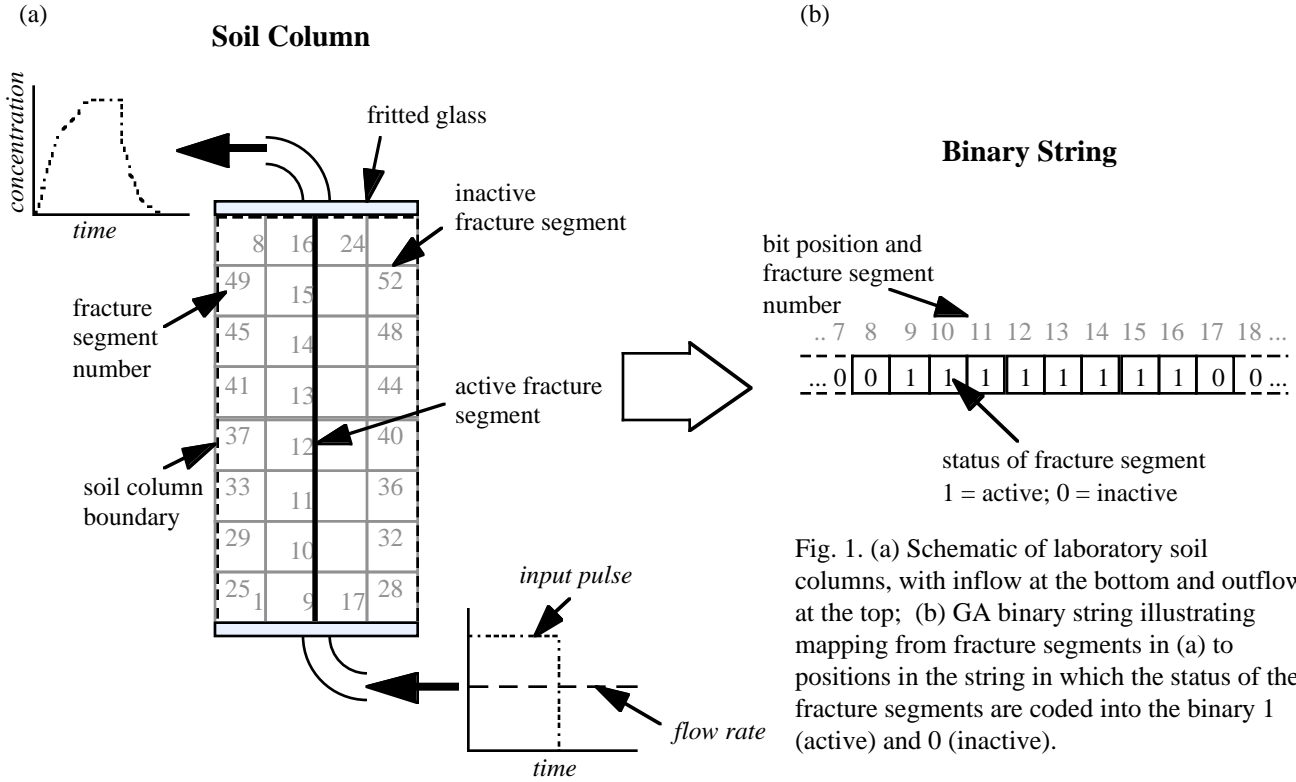 (a)
Soil Column
concentration
time
fritted glass
inactive
fracture segment
8 16 24
49 52
15
fracture
segment
number
45 48
14
41 44
13
active fracture
segment
37 40
12
soil column
boundary
33 36
11
29 32
10
25 28
1 9 17
input pulse
flow rate
time
(b)
Binary String
bit position and
fracture segment
number
.. 7 8 9 10 11 12 13 14 15 16 17 18 ...
... 0 0 1 1 1 1 1 1 1 1 0 0 ...
status of fracture segment
1 = active; 0 = inactive
Fig. 1. (a) Schematic of laboratory soil
columns, with inflow at the bottom and outflow
at the top; (b) GA binary string illustrating
mapping from fracture segments in (a) to
positions in the string in which the status of the
fracture segments are coded into the binary 1
(active) and 0 (inactive).